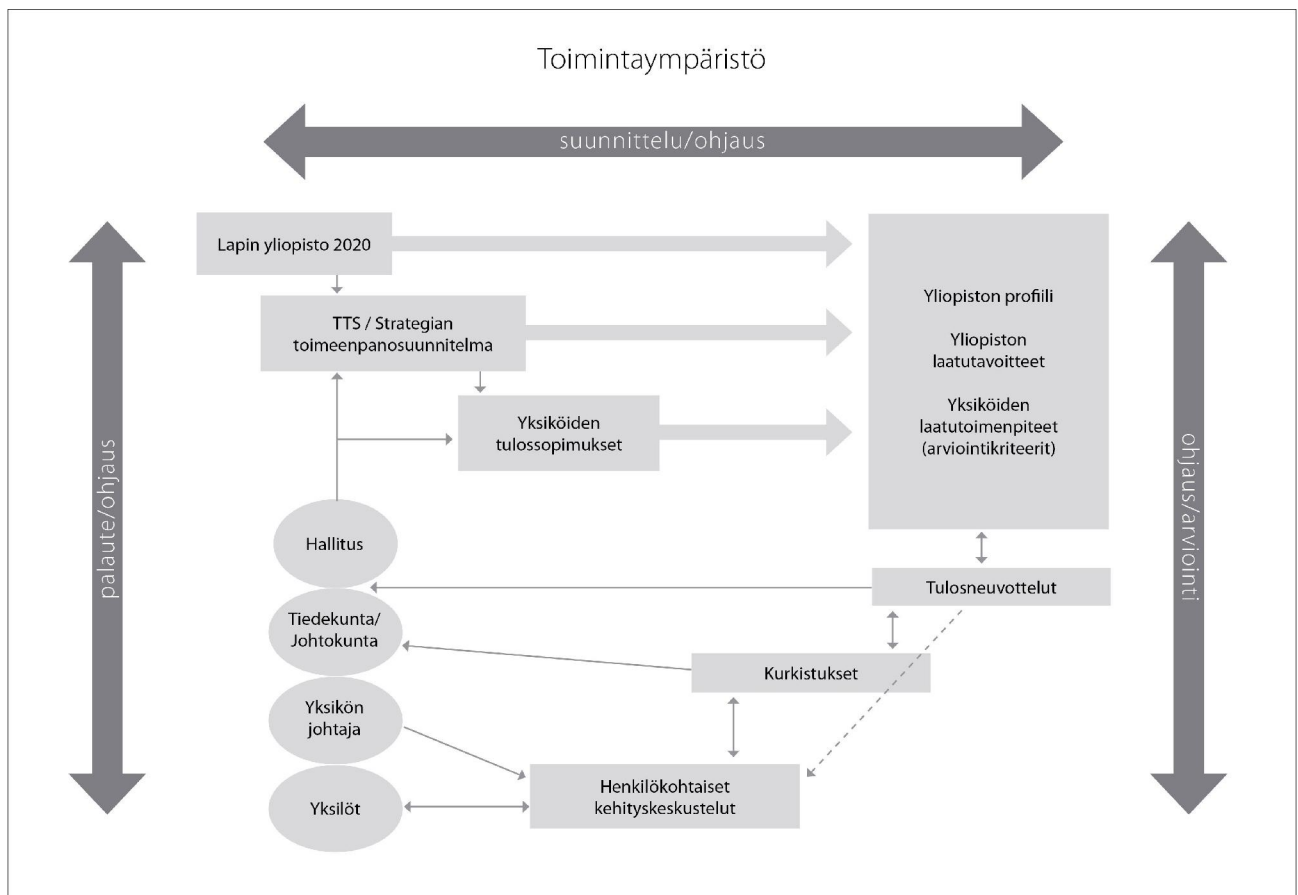 Toimintaympäristö
suunnittelu/ohjaus
palaute/ohjaus
Lapin yliopisto 2020
TTS / Strategian
toimeenpanosuunnitelma
Yksiköiden
tulossopimukset
Yliopiston profiili
Yliopiston
laatutavoitteet
Yksiköiden
laatutoimenpiteet
(arviointikriteerit)
ohjaus/arviointi
Hallitus
Tulosneuvottelut
Tiedekunta/
Johtokunta
Kurkistukset
Yksikön
johtaja
Henkilökohtaiset
kehityskeskustelut
Yksilöt